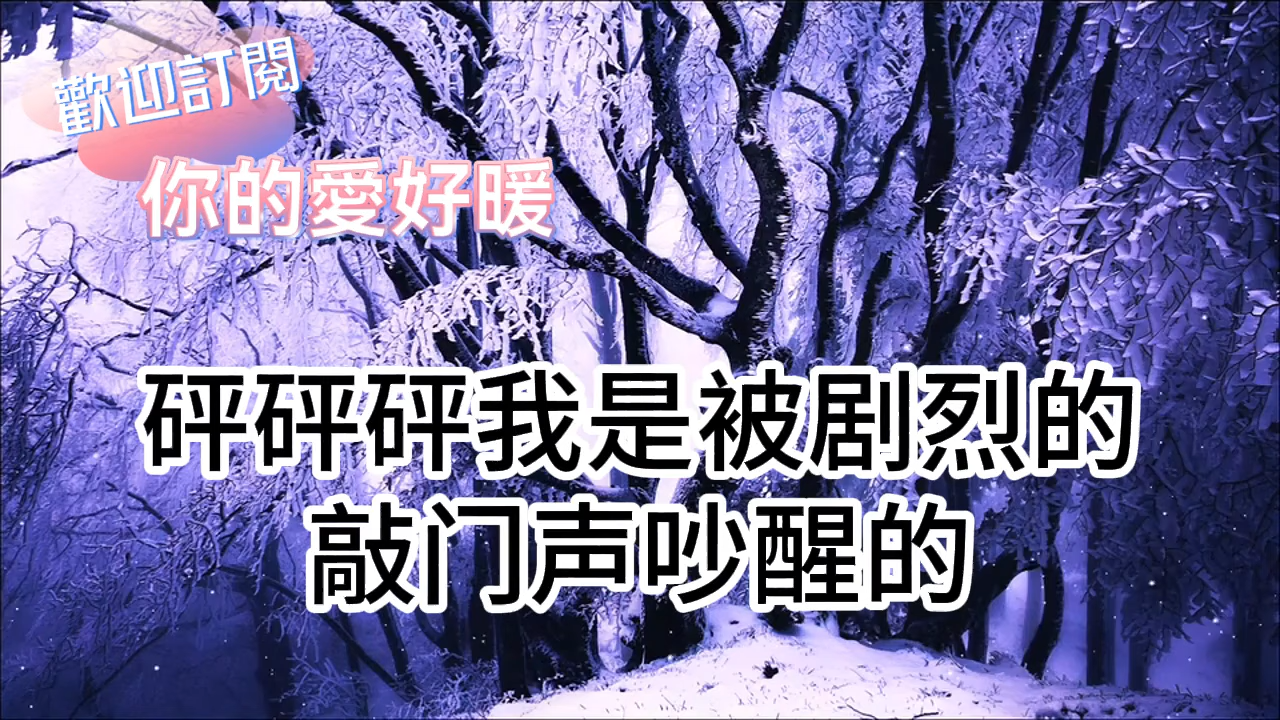 歡迎訂閱
你的愛好暖
砰砰砰我是被剧烈的
敲门声吵醒的